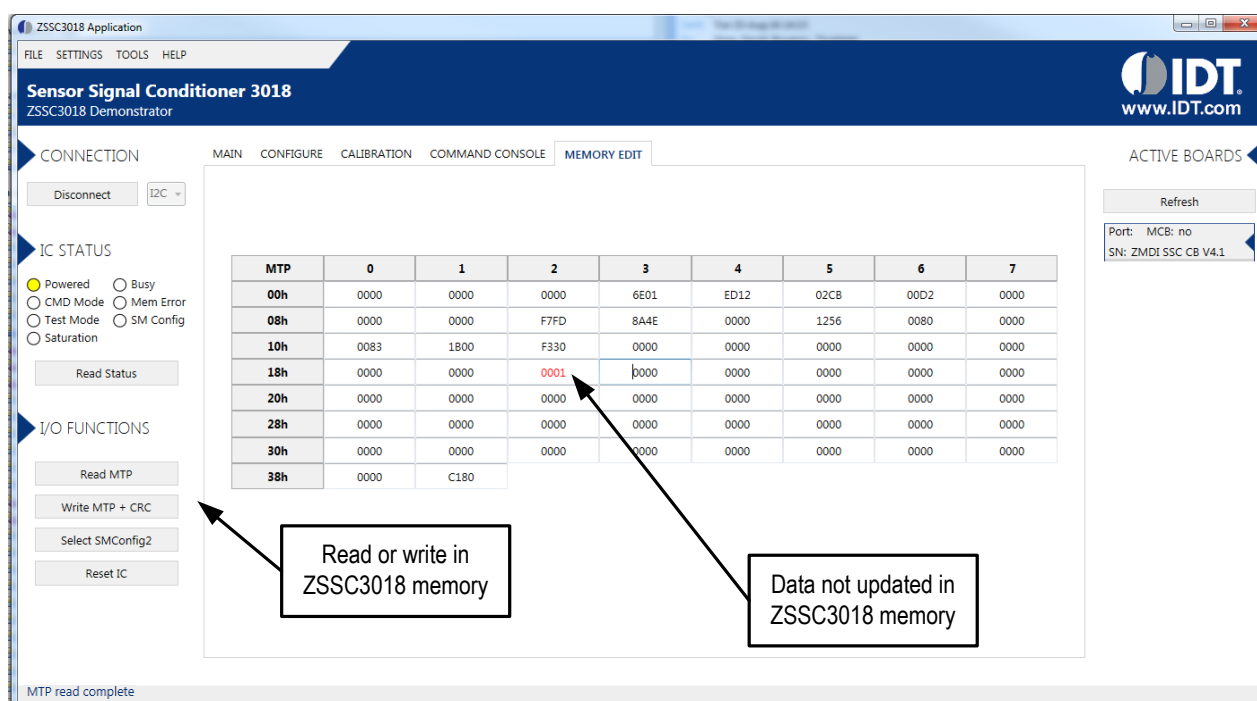 ZSSC3018 Application
FILE SETTINGS TOOLS HELP
Sensor Signal Conditioner 3018
ZSSC3018 Demonstrator
IDT.
www.IDT.com
CONNECTION
Disconnect I2C
IC STATUS
Powered Busy
CMD Mode Mem Error
Test Mode SM Config
Saturation
Read Status
I/O FUNCTIONS
Read MTP
Write MTP + CRC
Select SMConfig2
Reset IC
MAIN CONFIGURE CALIBRATION COMMAND CONSOLE MEMORY EDIT
MTP 0 1 2 3 4 5 6 7
00h 0000 0000 0000 6E01 ED12 02CB 00D2 0000
08h 0000 0000 F7FD 8A4E 0000 1256 0080 0000
10h 0083 1B00 F330 0000 0000 0000 0000 0000
18h 0000 0000 0001 0000 0000 0000 0000 0000
20h 0000 0000 0000 0000 0000 0000 0000 0000
28h 0000 0000 0000 0000 0000 0000 0000 0000
30h 0000 0000 0000 0000 0000 0000 0000 0000
38h 0000 C180
Read or write in
ZSSC3018 memory
Data not updated in
ZSSC3018 memory
ACTIVE BOARDS
Refresh
Port: MCB: no
SN: ZMDI SSC CB V4.1
MTP read complete